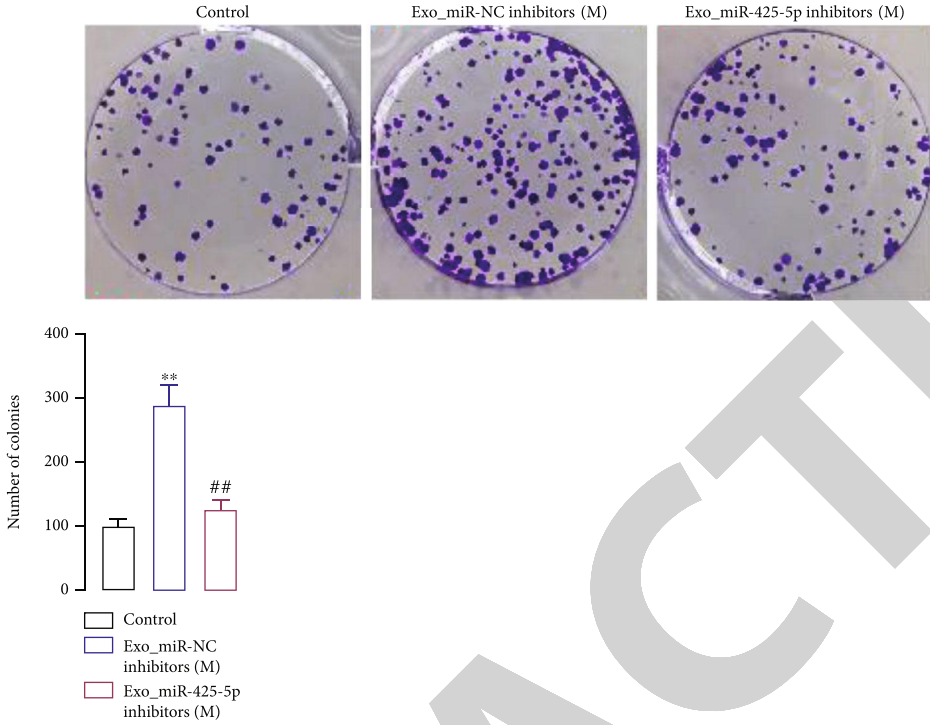 Control
Exo_miR-NC inhibitors (M)
Exo_miR-425-5p inhibitors (M)
400
300
200
100
0
Number of colonies
**
##
Control
Exo_miR-NC
inhibitors (M)
Exo_miR-425-5p
inhibitors (M)